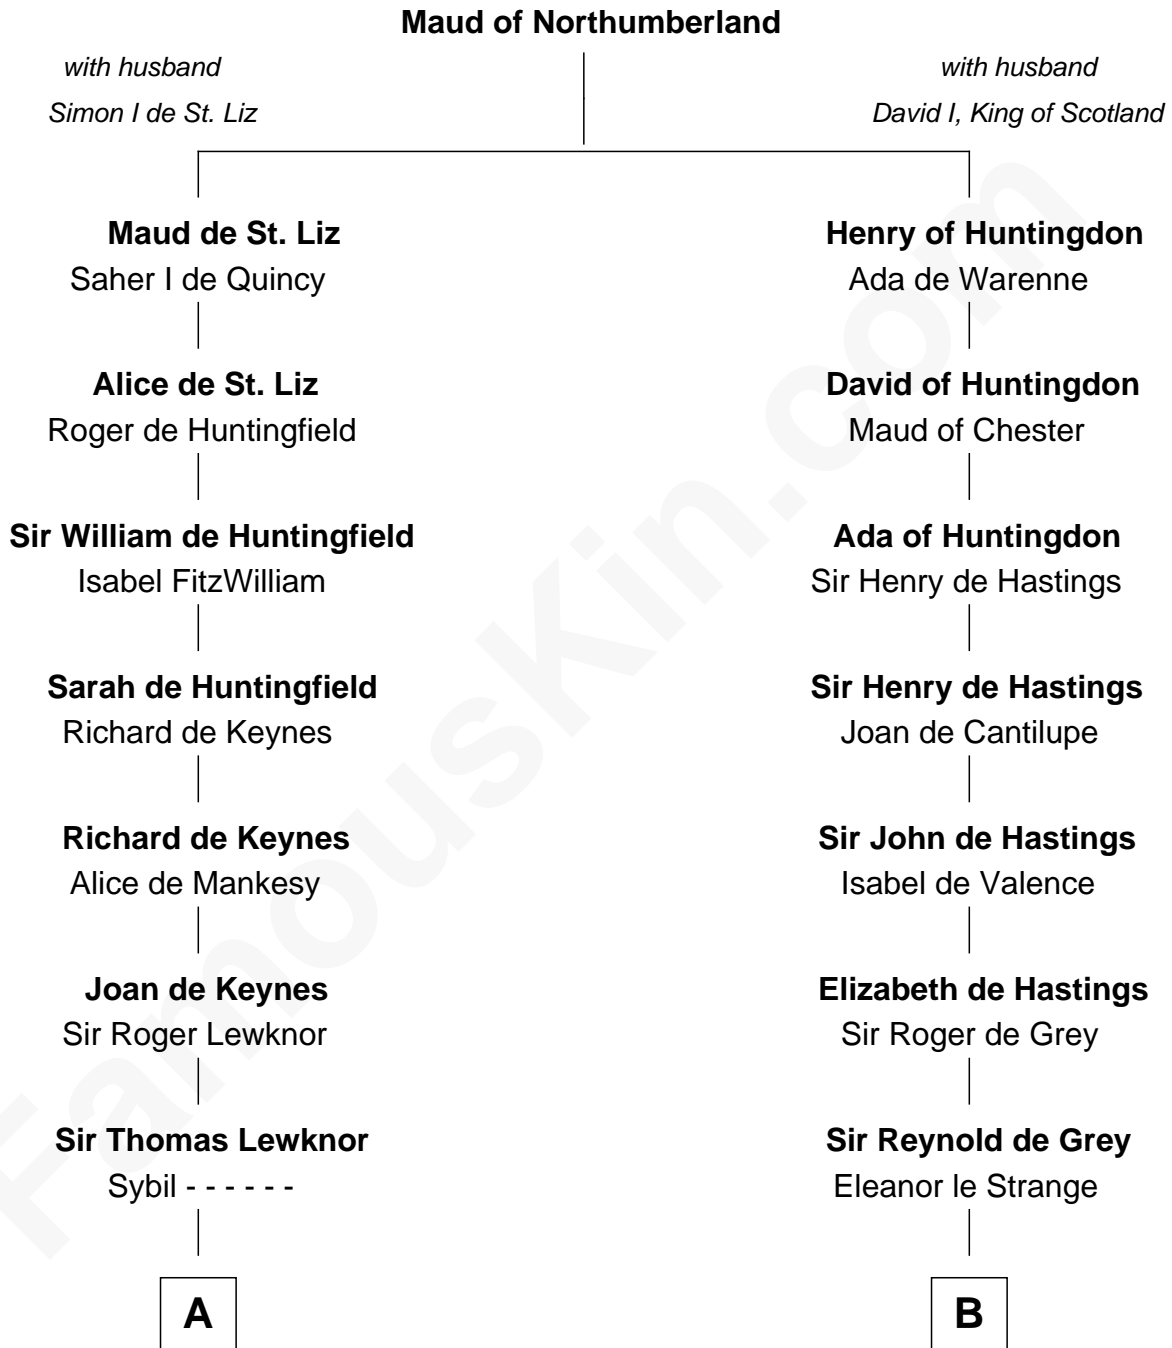 Maud of Northumberland
with husband
Simon I de St. Liz
with husband
David I, King of Scotland
Maud de St. Liz
Saher I de Quincy
Henry of Huntingdon
Ada de Warenne
Alice de St. Liz
Roger de Huntingfield
David of Huntingdon
Maud of Chester
Sir William de Huntingfield
Isabel FitzWilliam
Ada of Huntingdon
Sir Henry de Hastings
Sarah de Huntingfield
Richard de Keynes
Sir Henry de Hastings
Joan de Cantilupe
Richard de Keynes
Alice de Mankesy
Sir John de Hastings
Isabel de Valence
Joan de Keynes
Sir Roger Lewknor
Elizabeth de Hastings
Sir Roger de Grey
Sir Thomas Lewknor
Sybil - - - - - -
Sir Reynold de Grey
Eleanor le Strange
A
B
FamousKin.com